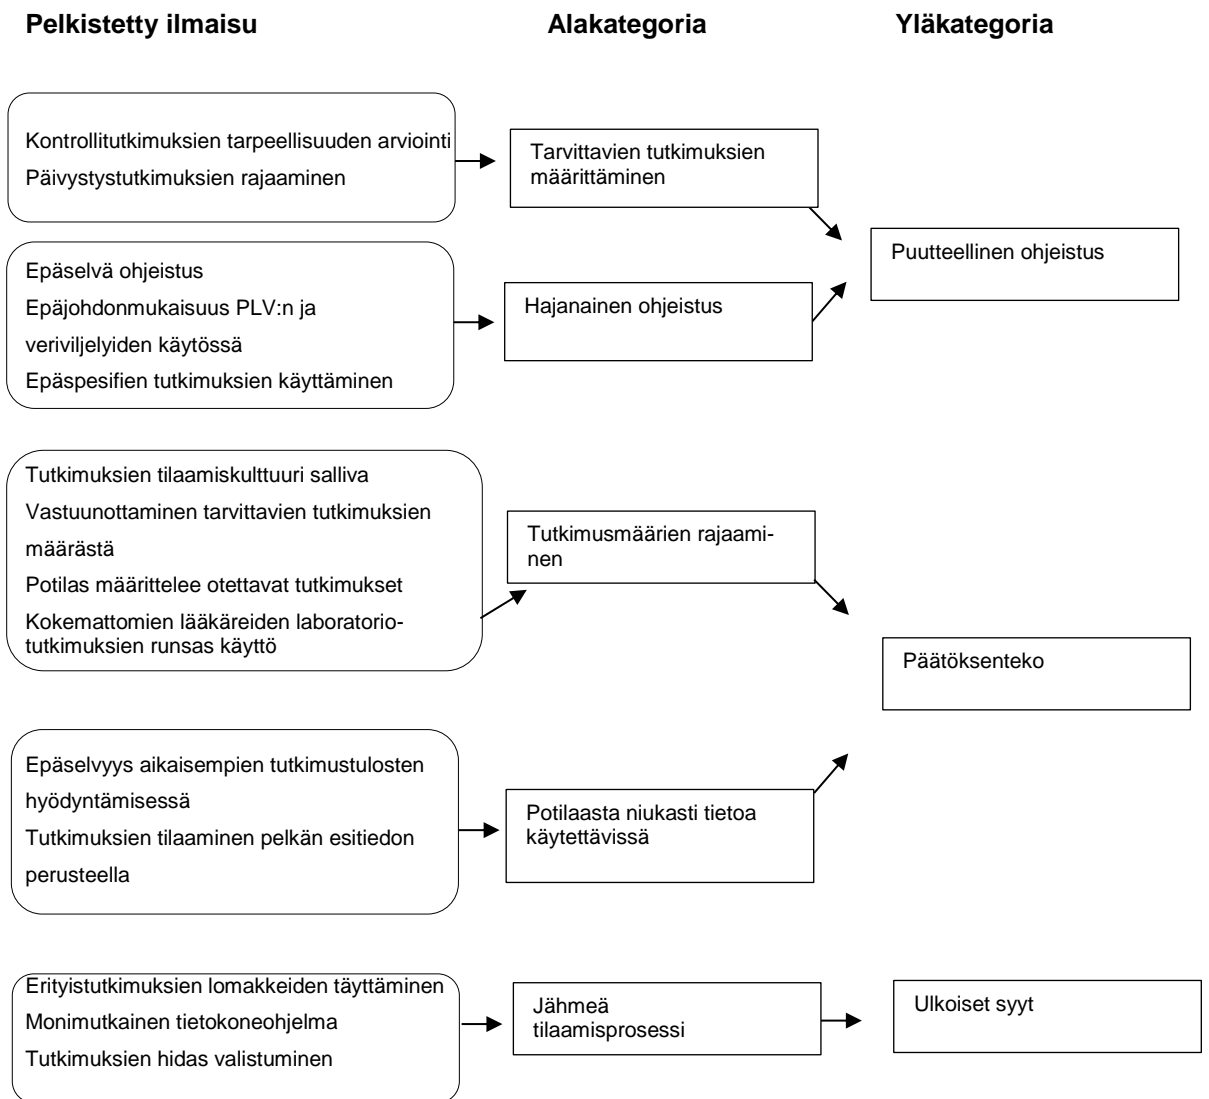 Pelkistetty ilmaisu
Alakategoria
Yläkategoria
Kontrollitutkimuksien tarpeellisuuden arviointi
Päivystystutkimuksien rajaaminen
Tarvittavien tutkimuksien
määrittäminen
Puutteellinen ohjeistus
Epäselvä ohjeistus
Epäjohdonmukaisuus PLV:n ja
veriviljelyiden käytössä
Epäspesifien tutkimuksien käyttäminen
Hajanainen ohjeistus
Tutkimuksien tilaamiskulttuuri salliva
Vastuunottaminen tarvittavien tutkimuksien
määrästä
Potilas määrittelee otettavat tutkimukset
Kokemattomien lääkäreiden laboratorio-
tutkimuksien runsas käyttö
Tutkimusmäärien rajaami-
nen
Päätöksenteko
Epäselvyys aikaisempien tutkimustulosten
hyödyntämisessä
Tutkimuksien tilaaminen pelkän esitiedon
perusteella
Potilaasta niukasti tietoa
käytettävissä
Erityistutkimuksien lomakkeiden täyttäminen
Monimutkainen tietokoneohjelma
Tutkimuksien hidas valistuminen
Jähmeä
tilaamisprosessi
Ulkoiset syyt